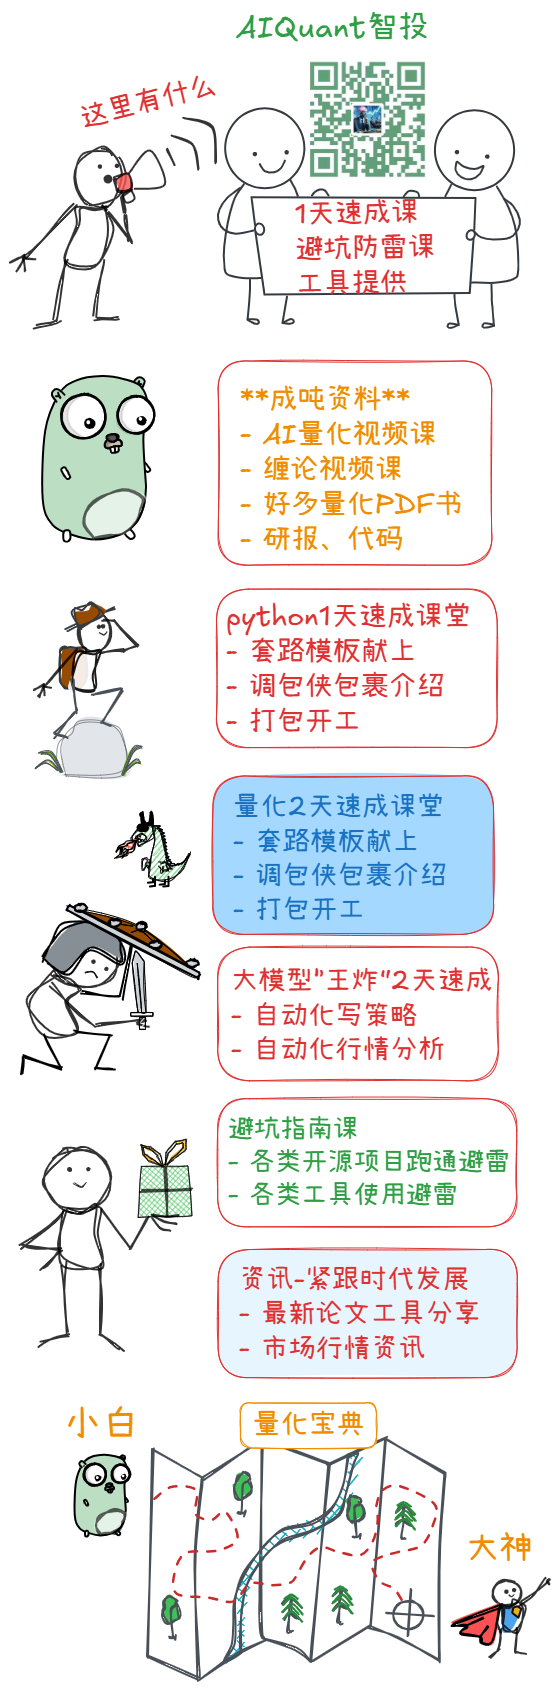 AIQuant智投
这里有什么
1天速成课
避坑防雷课
工具提供
**成吨资料**
- AI量化视频课
- 缠论视频课
- 好多量化PDF书
- 研报、代码
python1天速成课堂
- 套路模板献上
- 调包侠包裹介绍
- 打包开工
量化2天速成课堂
- 套路模板献上
- 调包侠包裹介绍
- 打包开工
大模型"王炸"2天速成
- 自动化写策略
- 自动化行情分析
避坑指南课
- 各类开源项目跑通避雷
- 各类工具使用避雷
资讯-紧跟时代发展
- 最新论文工具分享
- 市场行情资讯
小白
量化宝典
大神